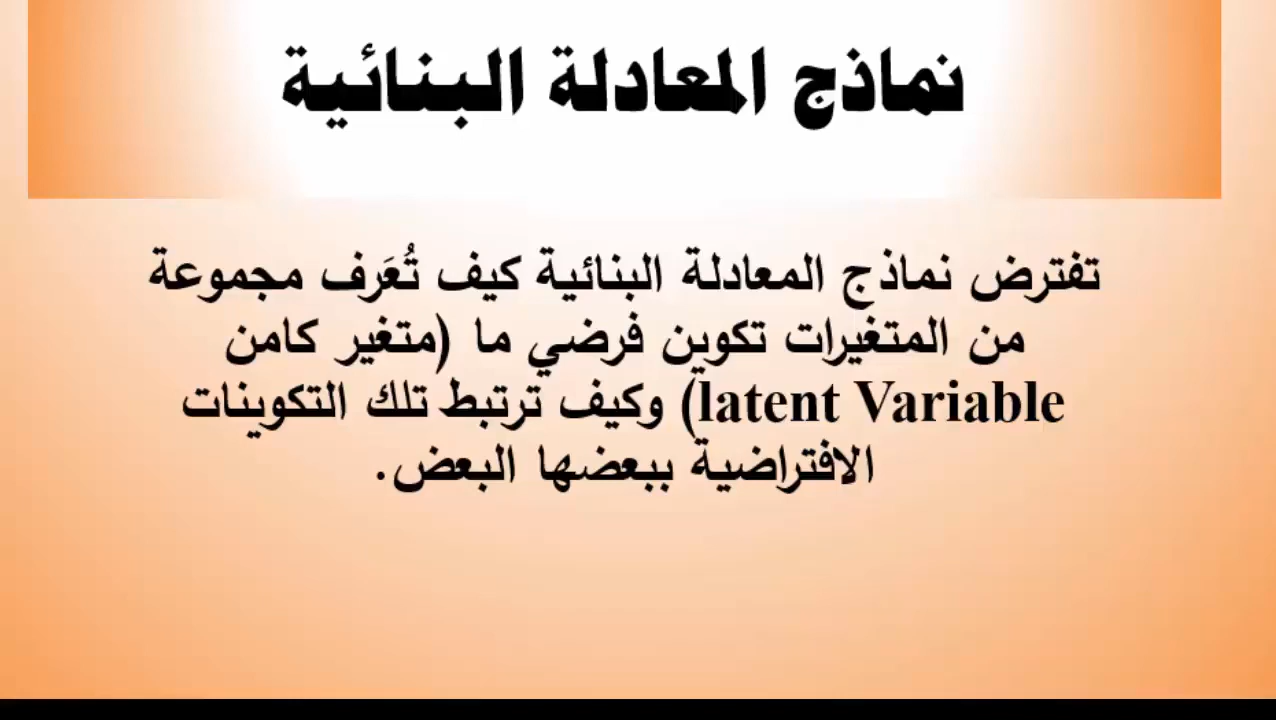 نماذج المعادلة البنائية
تفترض نماذج المعادلة البنائية كيف تُعَرف مجموعة
من المتغيرات تكوين فرضي ما (متغير كامن
latent Variable) وكيف ترتبط تلك التكوينات
الافتراضية ببعضها البعض.